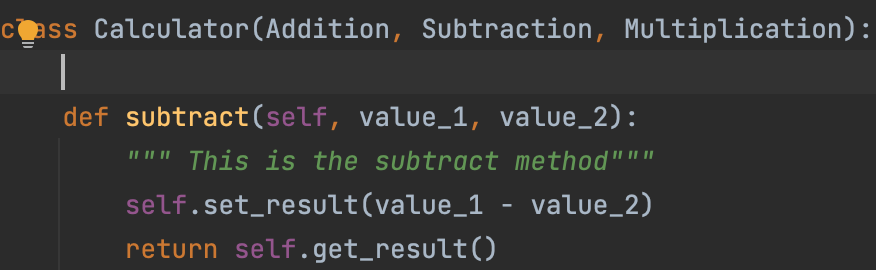 class Calculator(Addition, Subtraction, Multiplication):
def subtract(self, value_1, value_2):
""" This is the subtract method"""
self.set_result(value_1 - value_2)
return self.get_result()